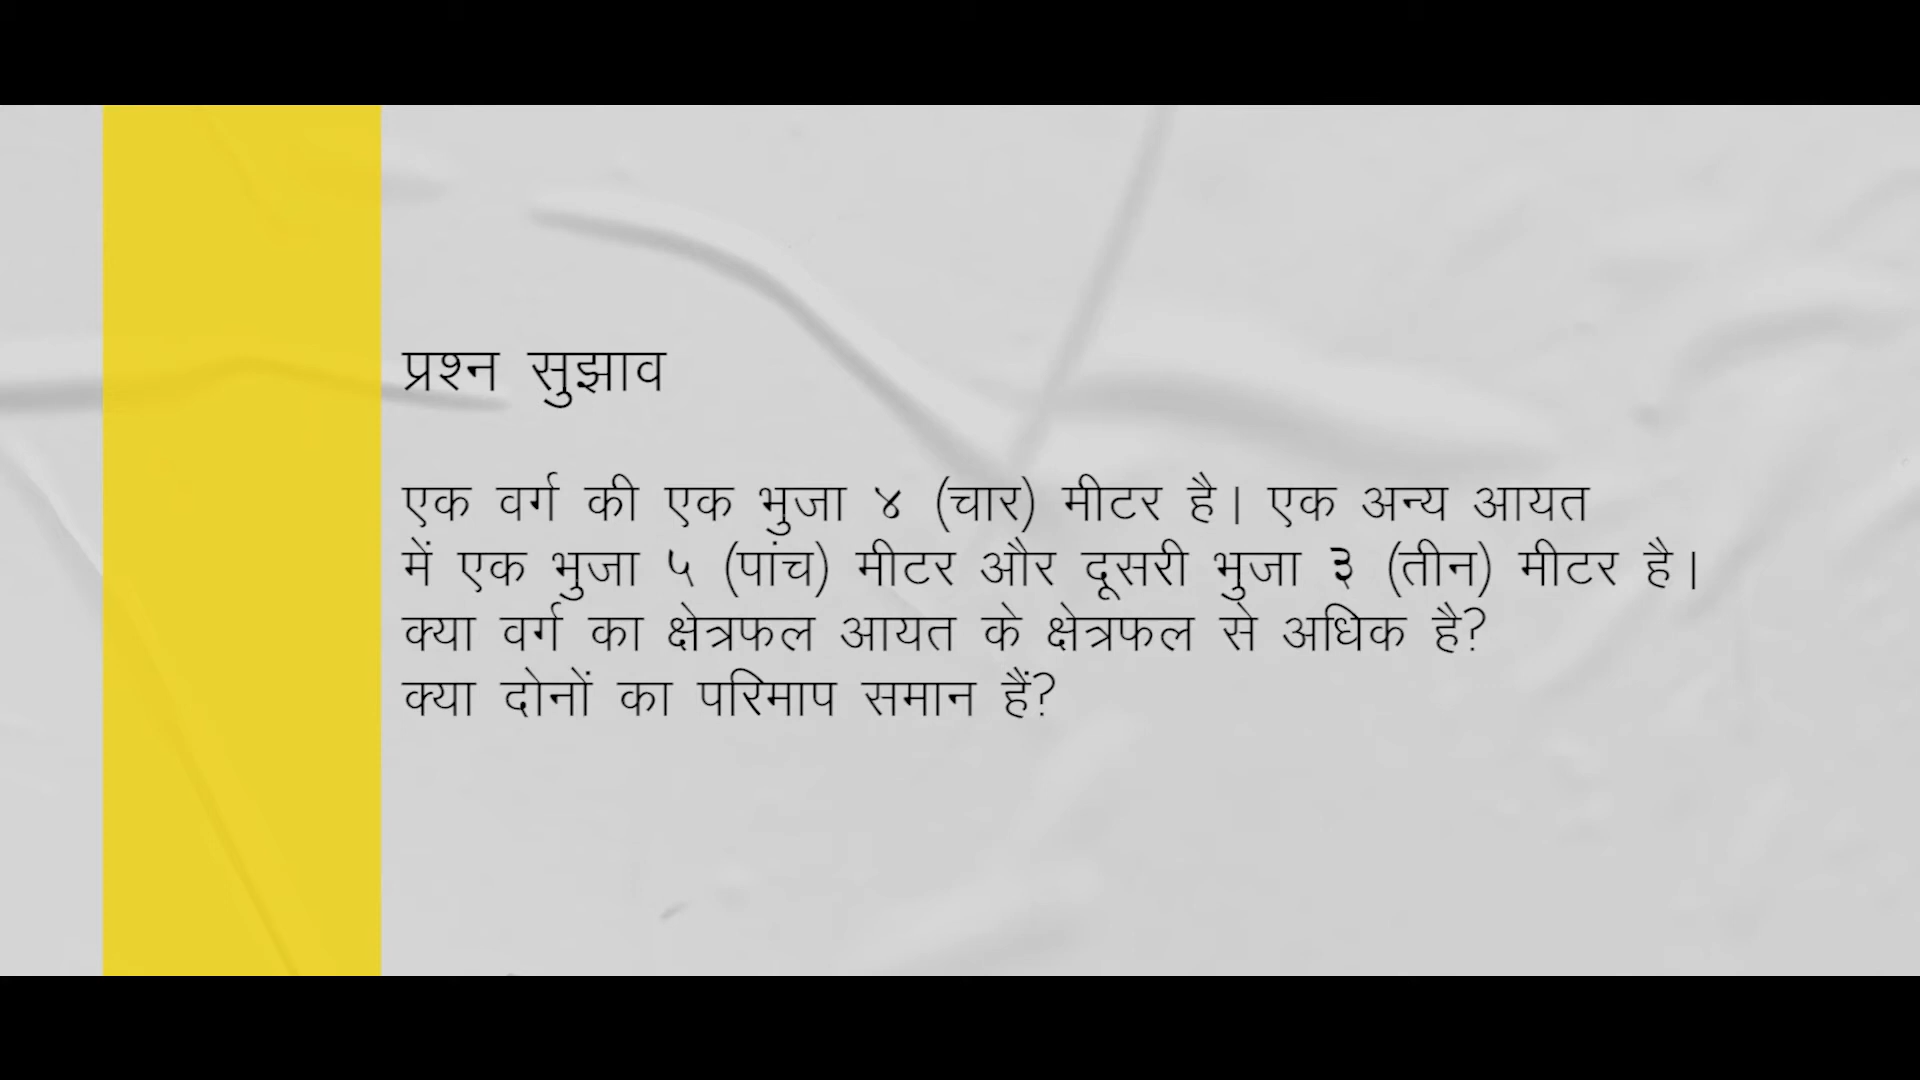 प्रश्न सुझाव
एक वर्ग की एक भुजा ४ (चार) मीटर है। एक अन्य आयत
में एक भुजा ५ (पांच) मीटर और दूसरी भुजा ३ (तीन) मीटर है।
क्या वर्ग का क्षेत्रफल आयत के क्षेत्रफल से अधिक है?
क्या दोनों का परिमाप समान हैं?